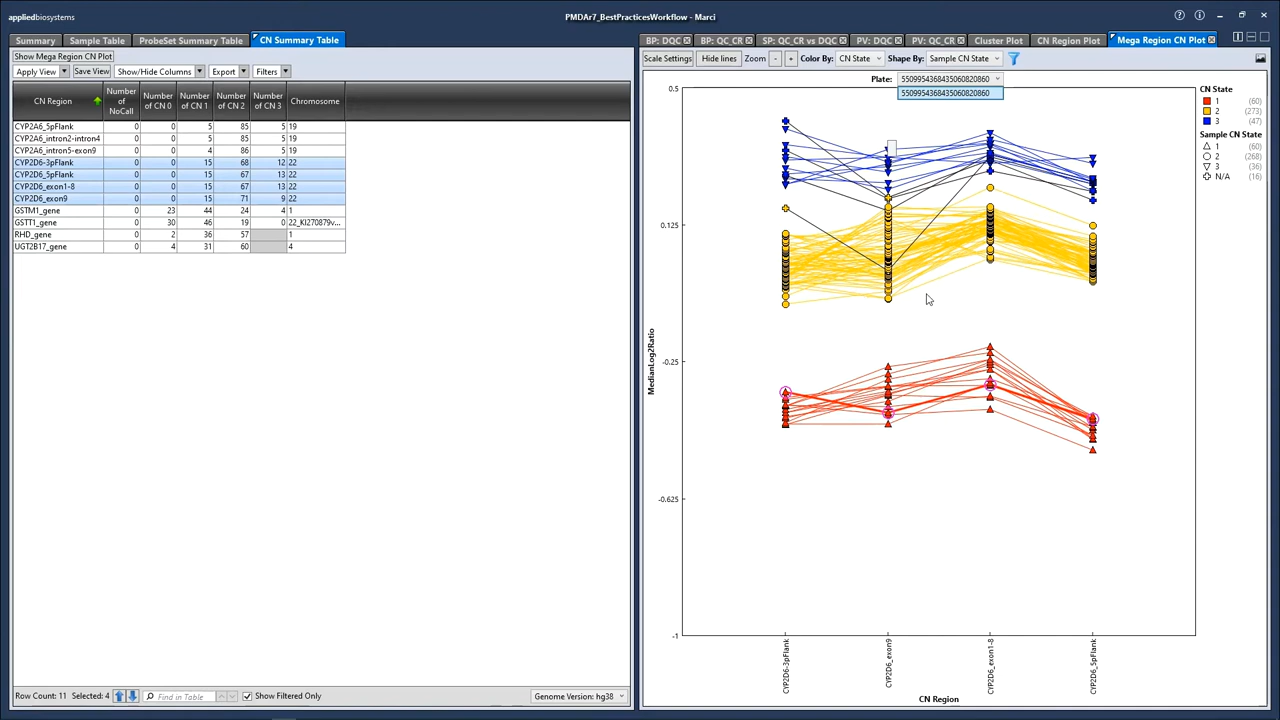 appliedbiosystems
PMDAr7_BestPracticesWorkflow - Marci
Summary Sample Table ProbeSet Summary Table CN Summary Table
BP: DQC BP: QC_CR SP: QC_CR vs DQC PV: DQC PV: QC_CR Cluster Plot CN Region Plot Mega Region CN Plot
Show Mega Region CN Plot
Scale Settings Hide lines Zoom - + Color By: CN State Shape By: Sample CN State
Apply View Save View Show/Hide Columns Export Filters
Plate: 5509954368435060820860
5509954368435060820860
CN Region Number of NoCall Number of CN 0 Number of CN 1 Number of CN 2 Number of CN 3 Chromosome
CYP2A6_5pFlank 0 0 5 85 5 19
CYP2A6_intron2-intron4 0 0 5 85 5 19
CYP2A6_intron5-exon9 0 0 4 86 5 19
CYP2D6-3pFlank 0 0 15 68 12 22
CYP2D6_5pFlank 0 0 15 67 13 22
CYP2D6_exon1-8 0 0 15 67 13 22
CYP2D6_exon9 0 0 15 71 9 22
GSTM1_gene 0 23 44 24 4 1
GSTT1_gene 0 30 46 19 0 22_KI270879v...
RHD_gene 0 2 36 57 1
UGT2B17_gene 0 4 31 60 4
0.5
0.125
-0.25
-0.625
-1
MedianLog2Ratio
CYP2D6-3pFlank
CYP2D6_exon9
CYP2D6_exon1-8
CYP2D6_5pFlank
CN Region
CN State
1 (60)
2 (273)
3 (47)
Sample CN State
1 (60)
2 (268)
3 (36)
N/A (16)
Row Count: 11 Selected: 4 Find in Table Show Filtered Only Genome Version: hg38